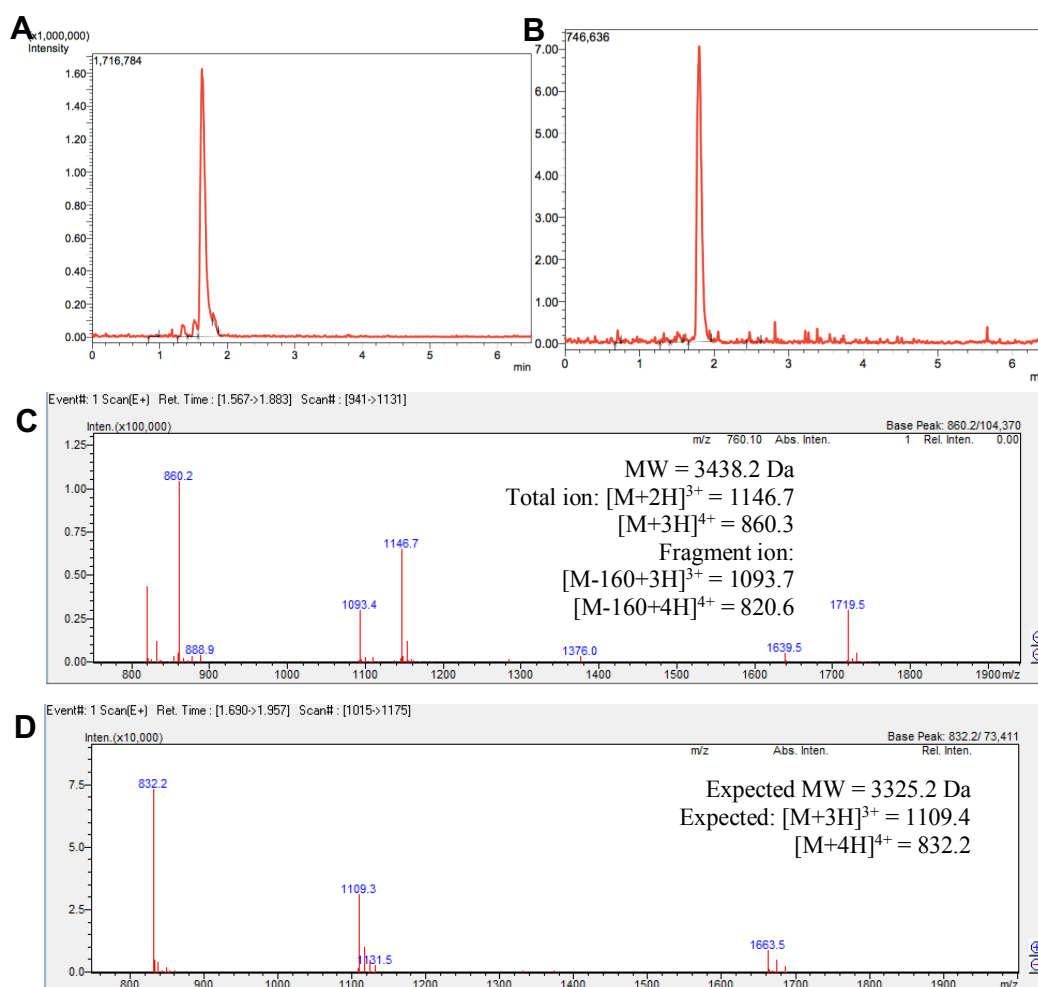 A
(x1,000,000)
Intensity
1,716,784
1.60
1.40
1.20
1.00
0.80
0.60
0.40
0.20
0.00
0 1 2 3 4 5 6
min
B
746,636
7.00
6.00
5.00
4.00
3.00
2.00
1.00
0.00
0 1 2 3 4 5 6
m
Event#: 1 Scan(E+) Ret. Time : [1.567->1.883] Scan# : [941->1131]
C
Inten.(x100,000)
Base Peak: 860.2/104,370
m/z 760.10 Abs. Inten. 1 Rel. Inten. 0.00
1.25
1.00
0.75
0.50
0.25
0.00
860.2
888.9
1093.4
1146.7
1376.0
1639.5
1719.5
MW = 3438.2 Da
Total ion: [M+2H]³⁺ = 1146.7
[M+3H]⁴⁺ = 860.3
Fragment ion:
[M-160+3H]³⁺ = 1093.7
[M-160+4H]⁴⁺ = 820.6
800 900 1000 1100 1200 1300 1400 1500 1600 1700 1800 1900 m/z
Event#: 1 Scan(E+) Ret. Time : [1.690->1.957] Scan# : [1015->1175]
D
Inten.(x10,000)
Base Peak: 832.2/ 73,411
m/z Abs. Inten. Rel. Inten.
7.5
5.0
2.5
0.0
832.2
1109.3
1131.5
1663.5
Expected MW = 3325.2 Da
Expected: [M+3H]³⁺ = 1109.4
[M+4H]⁴⁺ = 832.2
800 900 1000 1100 1200 1300 1400 1500 1600 1700 1800 1900 m/z